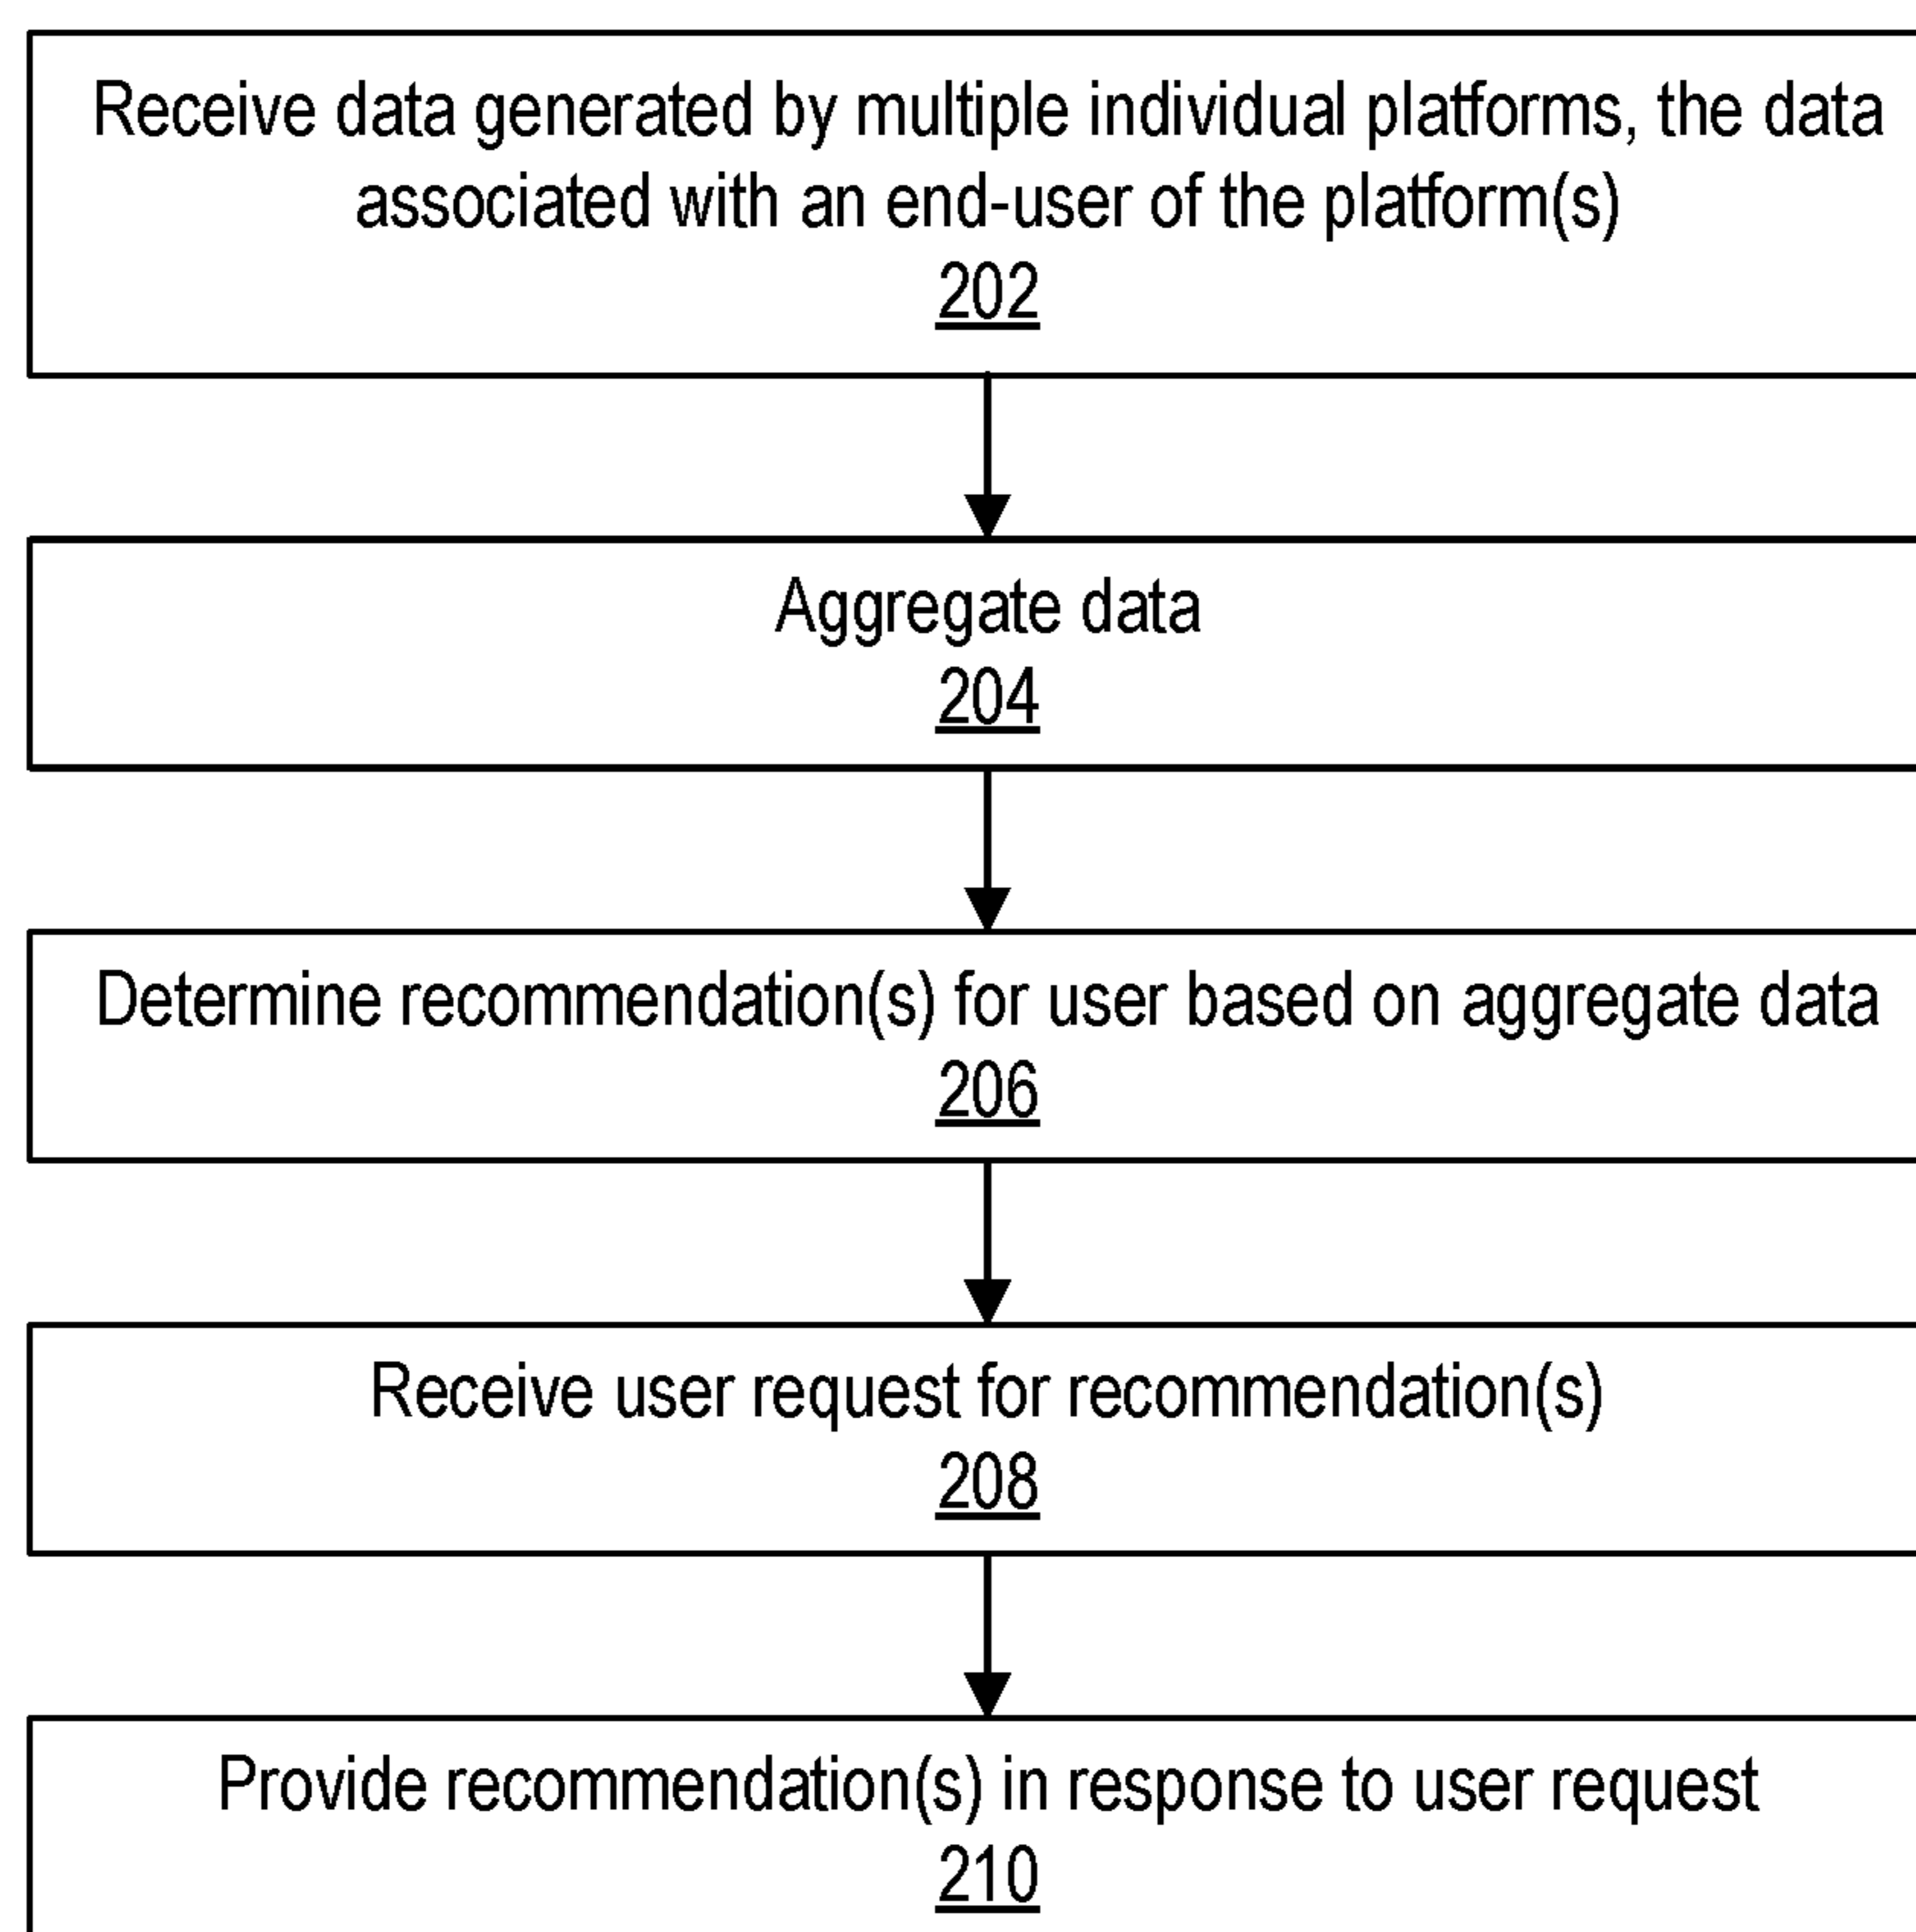 Receive data generated by multiple individual platforms, the data
associated with an end-user of the platform(s)
202
Aggregate data
204
Determine recommendation(s) for user based on aggregate data
206
Receive user request for recommendation(s)
208
Provide recommendation(s) in response to user request
210